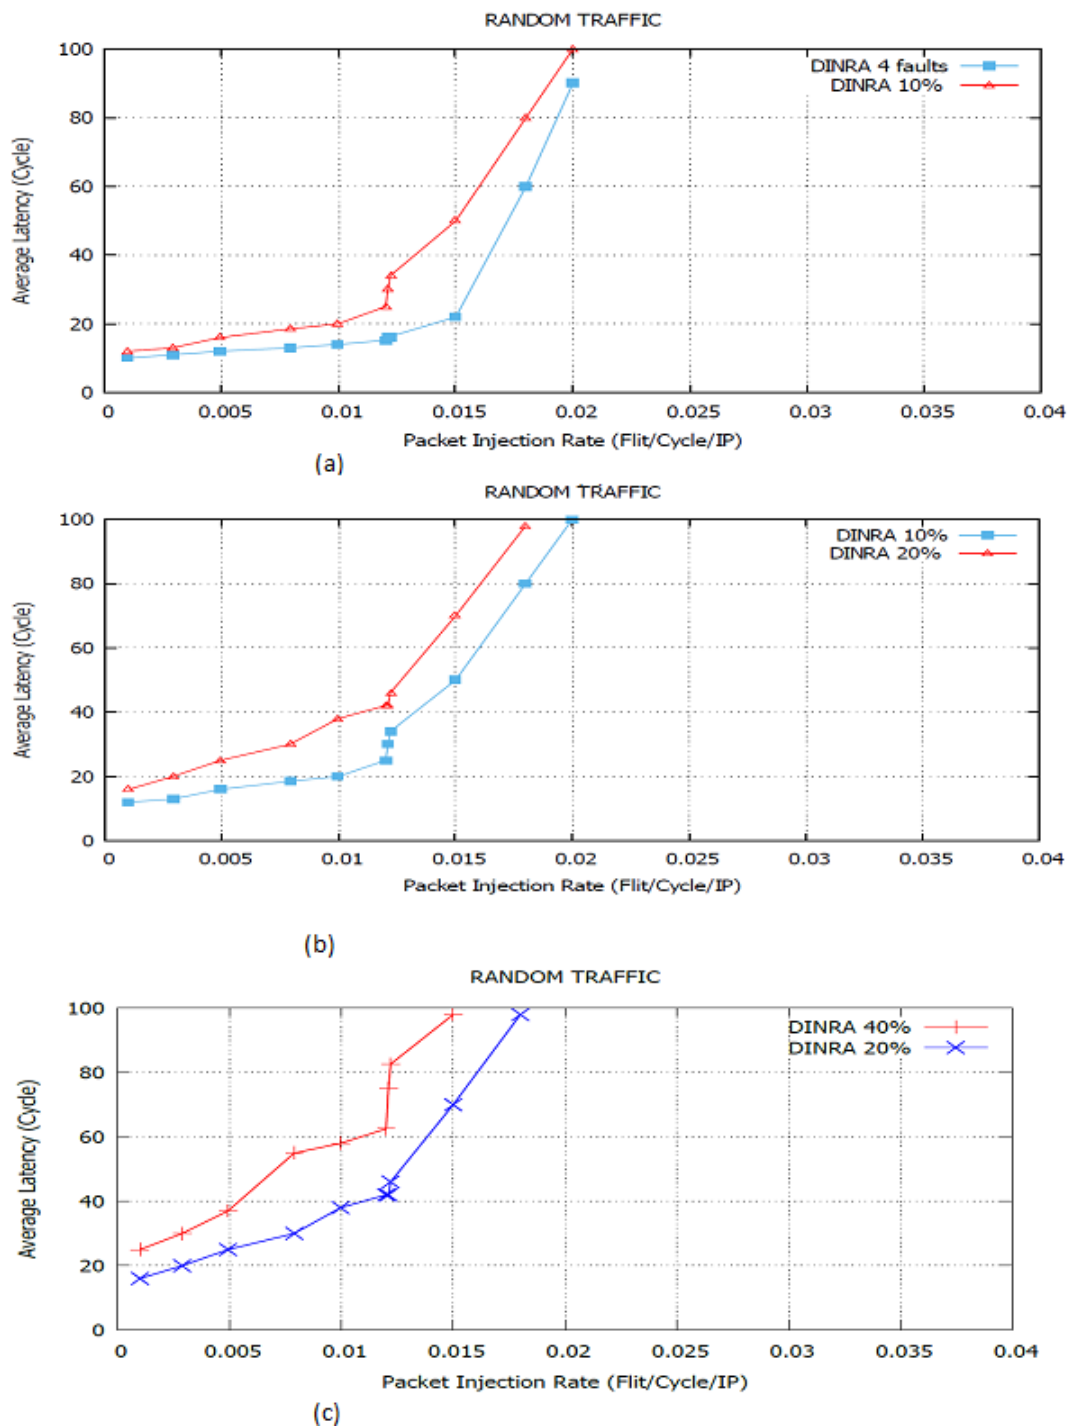 RANDOM TRAFFIC
100
80
60
40
20
0
Average Latency (Cycle)
DINRA 4 faults
DINRA 10%
0 0.005 0.01 0.015 0.02 0.025 0.03 0.035 0.04
Packet Injection Rate (Flit/Cycle/IP)
(a)
RANDOM TRAFFIC
100
80
60
40
20
0
Average Latency (Cycle)
DINRA 10%
DINRA 20%
0 0.005 0.01 0.015 0.02 0.025 0.03 0.035 0.04
Packet Injection Rate (Flit/Cycle/IP)
(b)
RANDOM TRAFFIC
100
80
60
40
20
0
Average Latency (Cycle)
DINRA 40%
DINRA 20%
0 0.005 0.01 0.015 0.02 0.025 0.03 0.035 0.04
Packet Injection Rate (Flit/Cycle/IP)
(c)